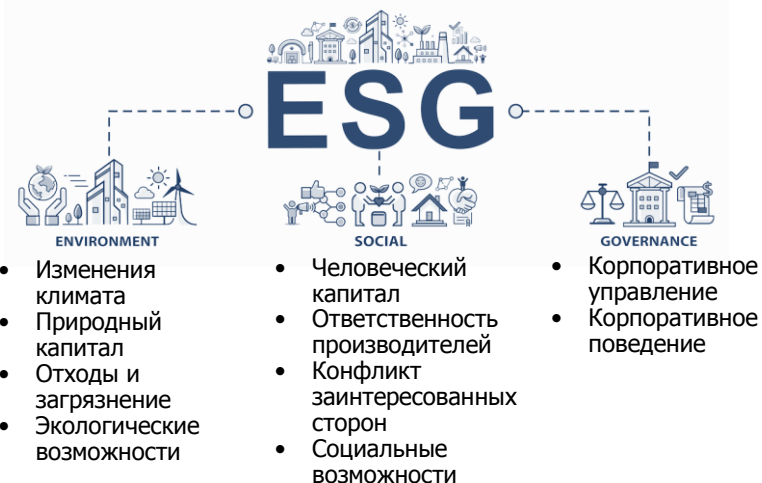 ESG
ENVIRONMENT
• Изменения
климата
• Природный
капитал
• Отходы и
загрязнение
• Экологические
возможности
SOCIAL
• Человеческий
капитал
• Ответственность
производителей
• Конфликт
заинтересованных
сторон
• Социальные
возможности
GOVERNANCE
• Корпоративное
управление
• Корпоративное
поведение